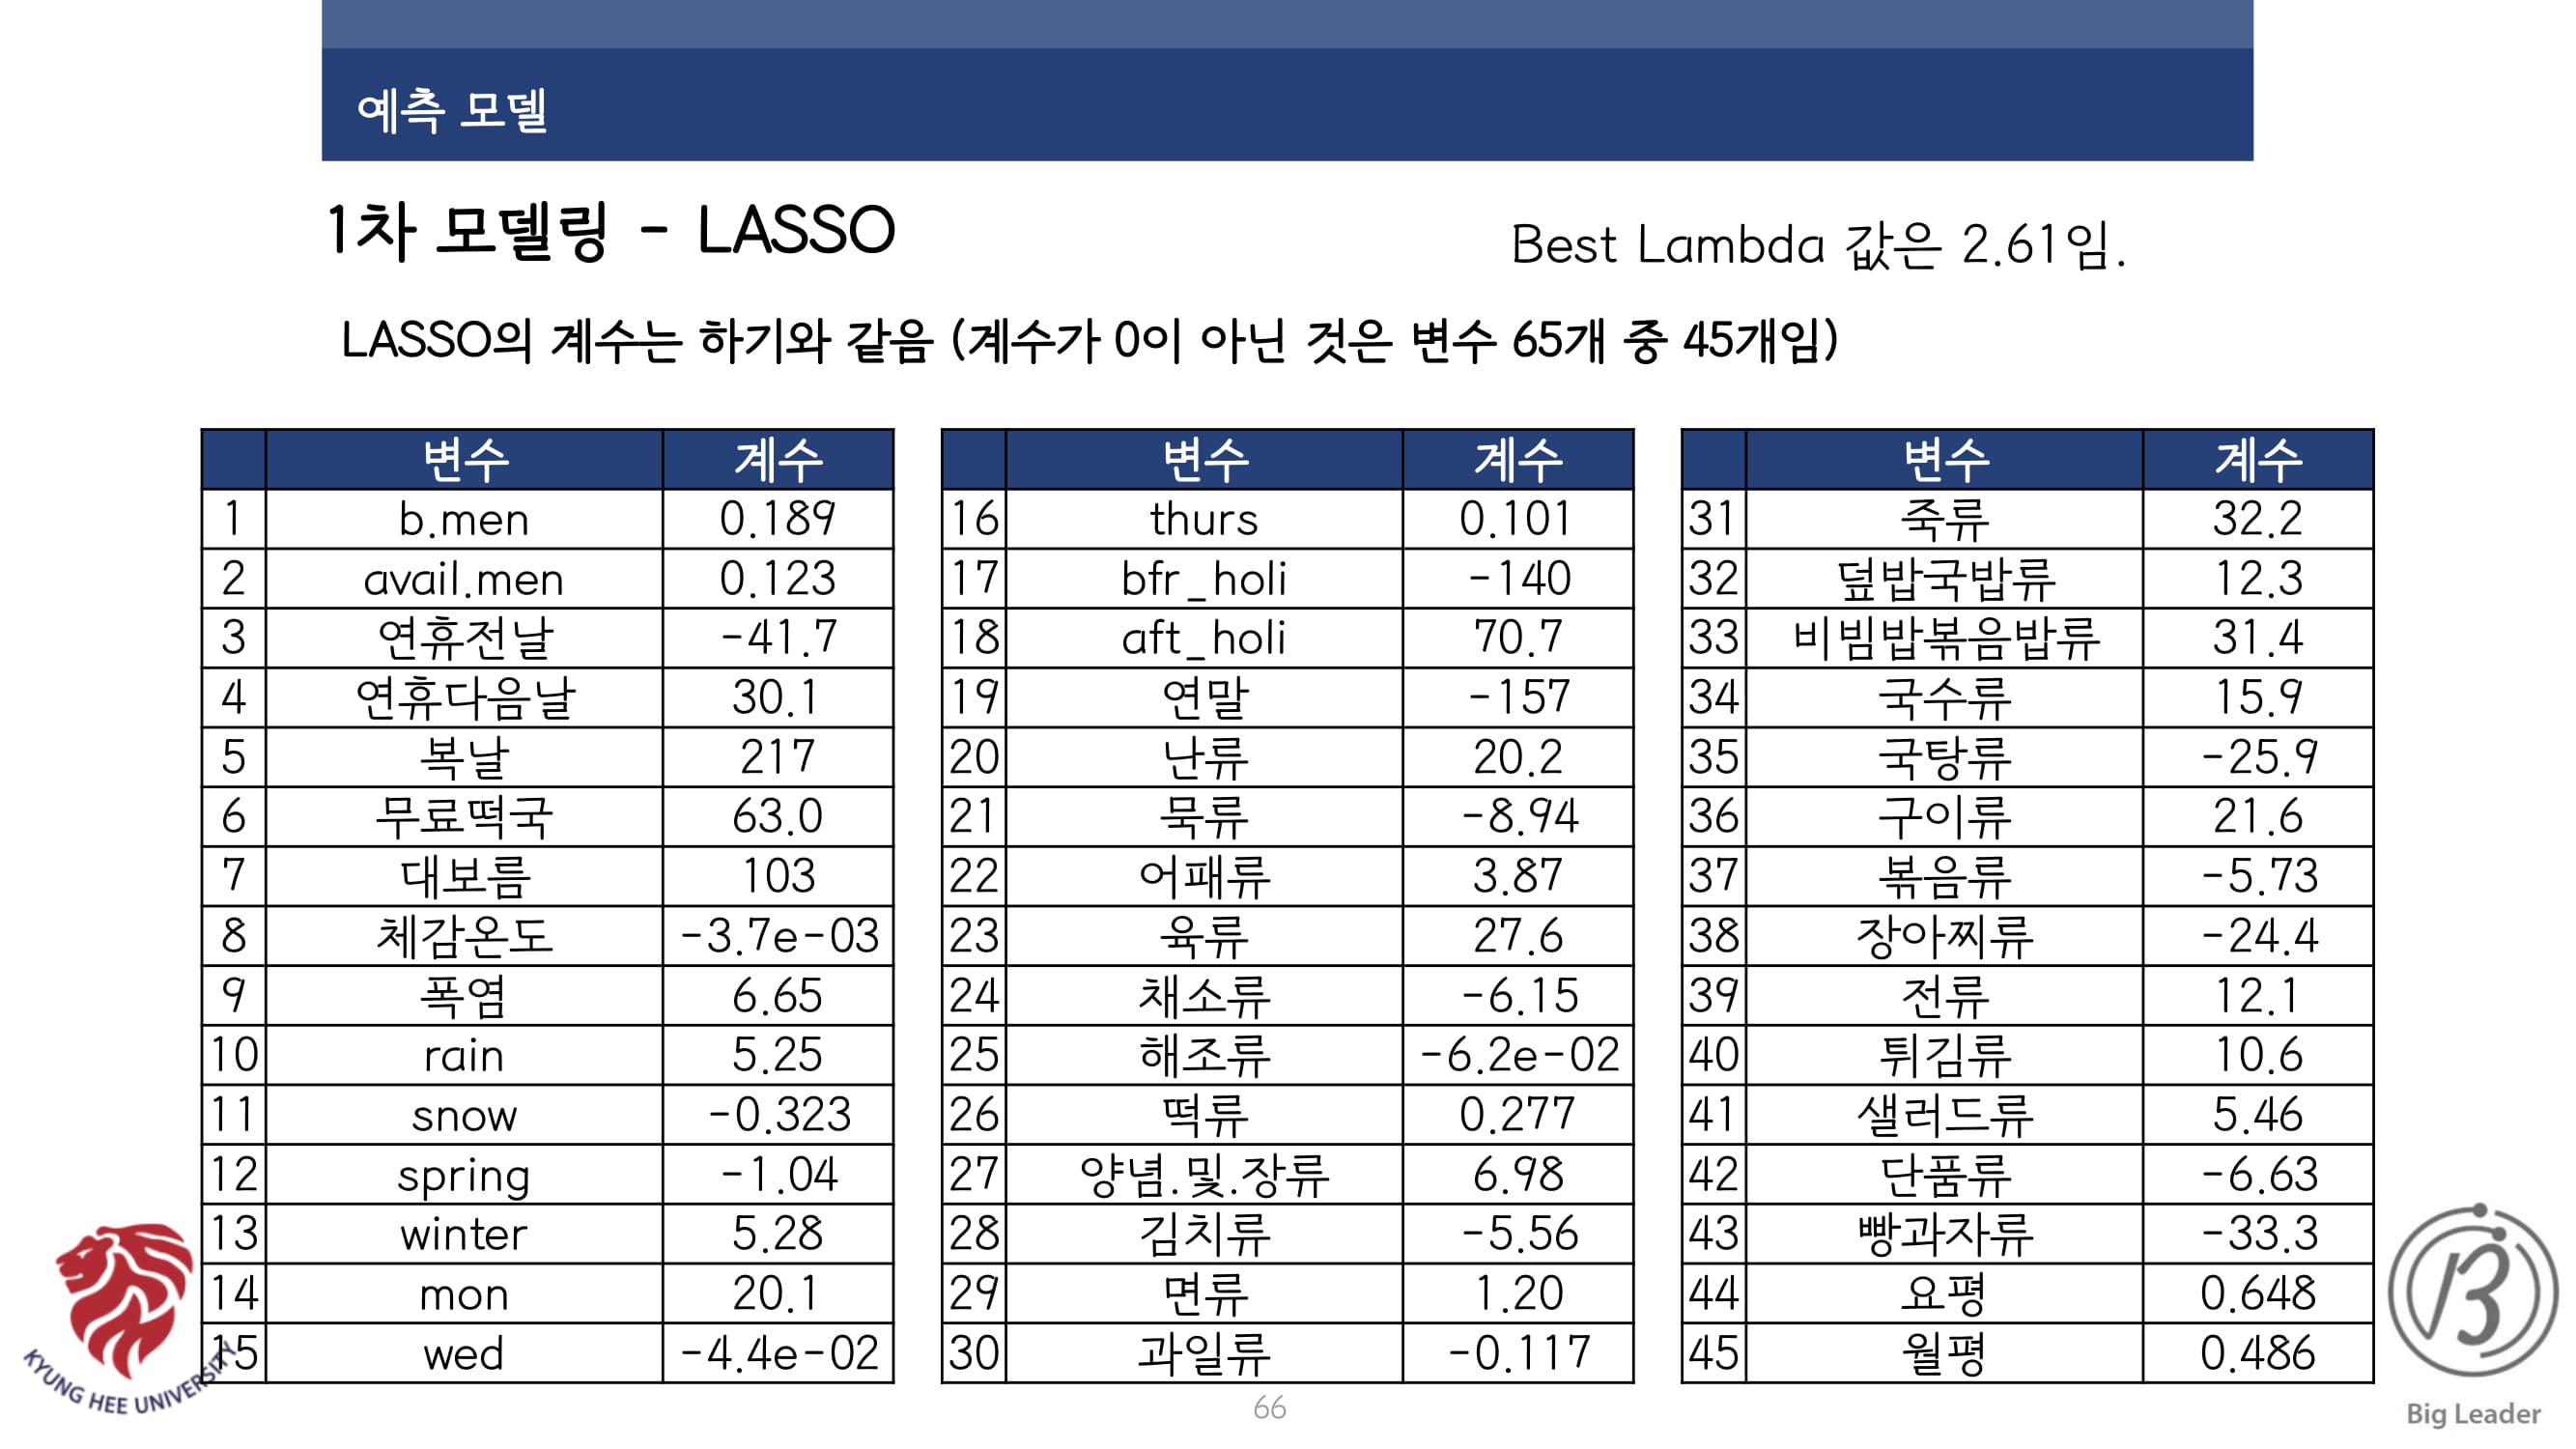 예측 모델
1차 모델링 - LASSO
Best Lambda 값은 2.61임.
LASSO의 계수는 하기와 같음 (계수가 0이 아닌 것은 변수 65개 중 45개임)
변수 계수
1 b.men 0.189
2 avail.men 0.123
3 연휴전날 -41.7
4 연휴다음날 30.1
5 복날 217
6 무료떡국 63.0
7 대보름 103
8 체감온도 -3.7e-03
9 폭염 6.65
10 rain 5.25
11 snow -0.323
12 spring -1.04
13 winter 5.28
14 mon 20.1
15 wed -4.4e-02
변수 계수
16 thurs 0.101
17 bfr_holi -140
18 aft_holi 70.7
19 연말 -157
20 난류 20.2
21 묵류 -8.94
22 어패류 3.87
23 육류 27.6
24 채소류 -6.15
25 해조류 -6.2e-02
26 떡류 0.277
27 양념.및.장류 6.98
28 김치류 -5.56
29 면류 1.20
30 과일류 -0.117
변수 계수
31 죽류 32.2
32 덮밥국밥류 12.3
33 비빔밥볶음밥류 31.4
34 국수류 15.9
35 국탕류 -25.9
36 구이류 21.6
37 볶음류 -5.73
38 장아찌류 -24.4
39 전류 12.1
40 튀김류 10.6
41 샐러드류 5.46
42 단품류 -6.63
43 빵과자류 -33.3
44 요평 0.648
45 월평 0.486
KYUNG HEE UNIVERSITY
66
Big Leader